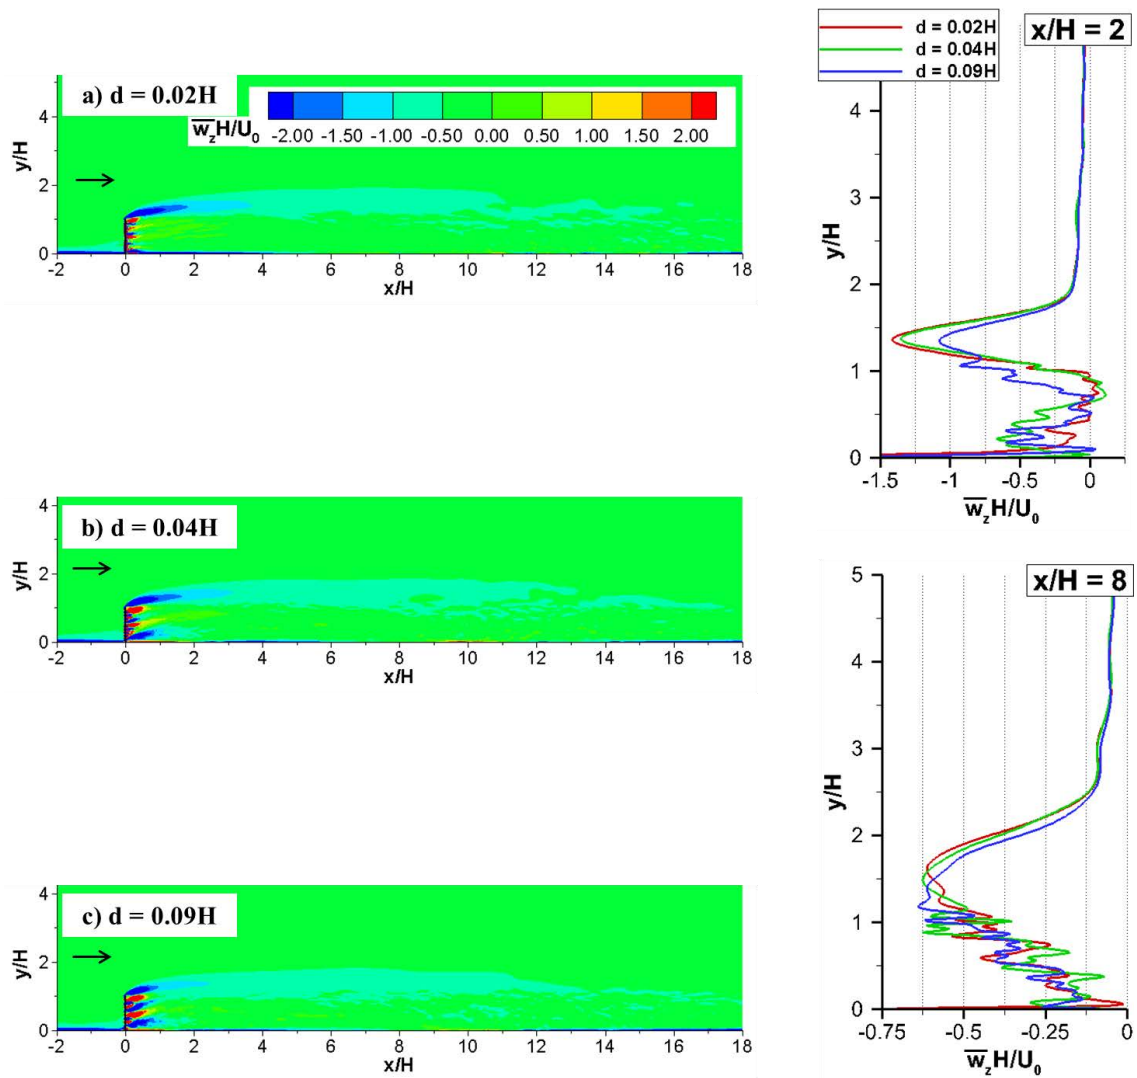 d = 0.02H
d = 0.04H
d = 0.09H
x/H = 2
a) d = 0.02H
w̅zH/U0
-2.00 -1.50 -1.00 -0.50 0.00 0.50 1.00 1.50 2.00
y/H
4
2
0
-2 0 2 4 6 8 10 12 14 16 18
x/H
y/H
4
3
2
1
0
-1.5 -1 -0.5 0
w̅zH/U0
b) d = 0.04H
y/H
4
2
0
-2 0 2 4 6 8 10 12 14 16 18
x/H
x/H = 8
y/H
5
4
3
2
1
0
-0.75 -0.5 -0.25 0
w̅zH/U0
c) d = 0.09H
y/H
4
2
0
-2 0 2 4 6 8 10 12 14 16 18
x/H